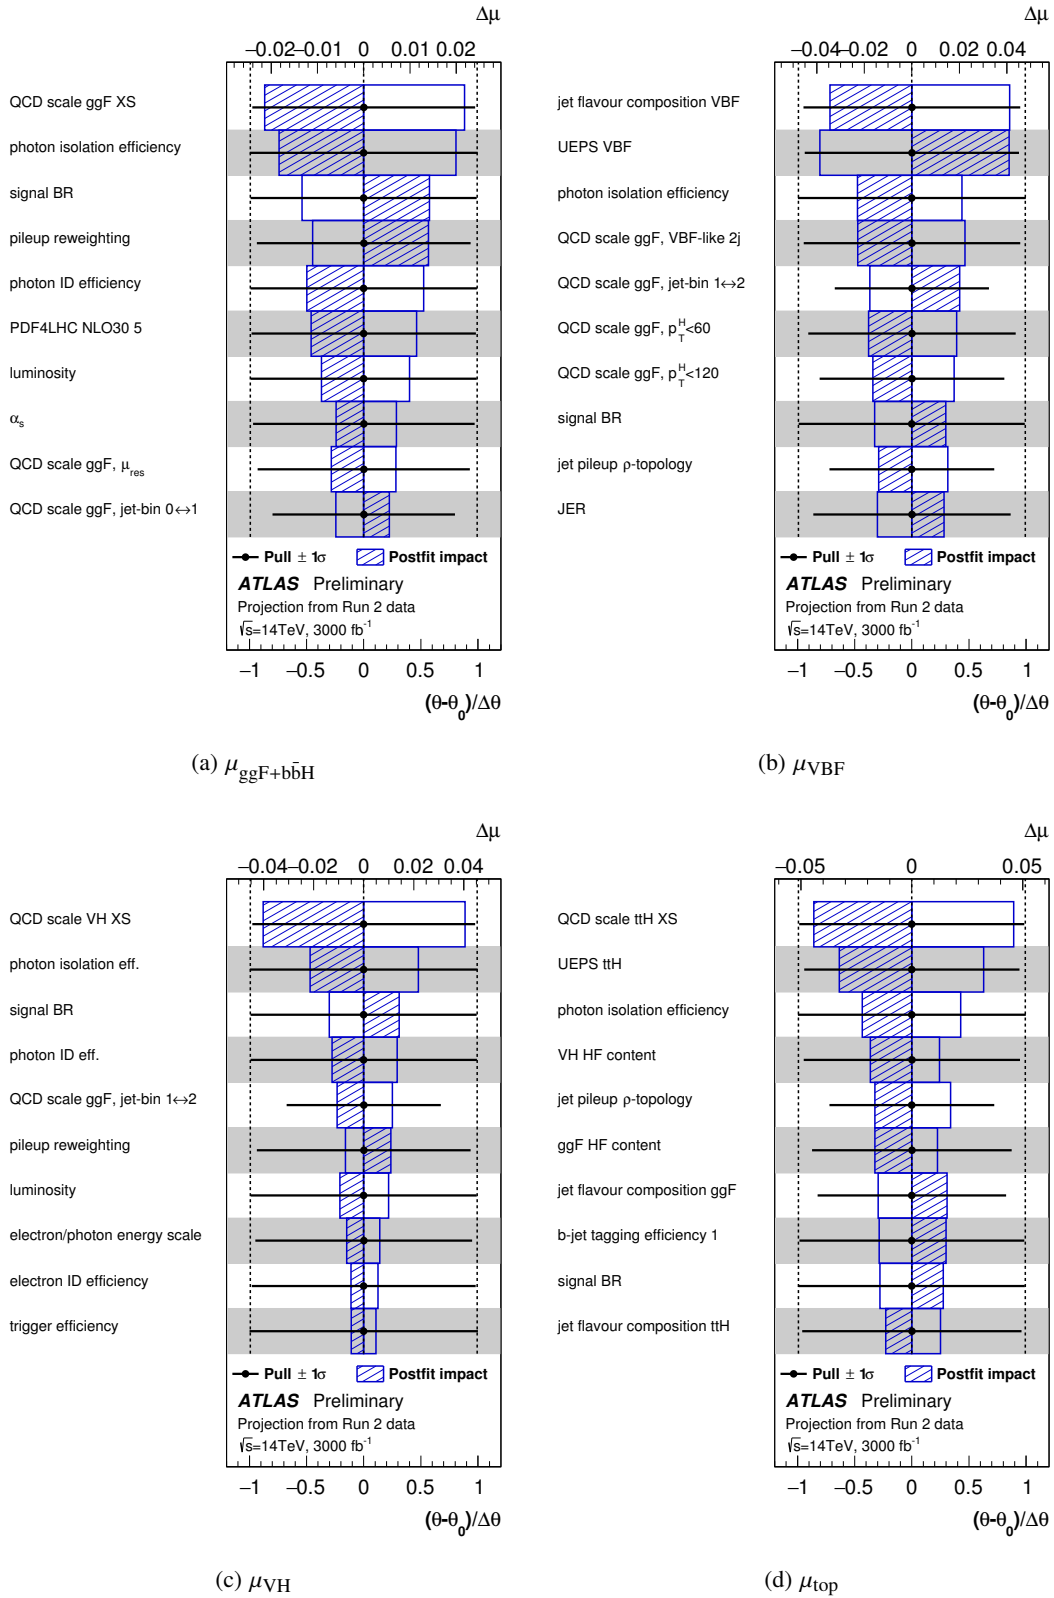 Δμ
−0.02 −0.01 0 0.01 0.02
QCD scale ggF XS
photon isolation efficiency
signal BR
pileup reweighting
photon ID efficiency
PDF4LHC NLO30 5
luminosity
αs
QCD scale ggF, μres
QCD scale ggF, jet-bin 0↔1
Pull ± 1σ Postfit impact
ATLAS Preliminary
Projection from Run 2 data
√s=14TeV, 3000 fb⁻¹
−1 −0.5 0 0.5 1
(θ-θ₀)/Δθ
(a) μggF+bb̄H
Δμ
−0.04 −0.02 0 0.02 0.04
jet flavour composition VBF
UEPS VBF
photon isolation efficiency
QCD scale ggF, VBF-like 2j
QCD scale ggF, jet-bin 1↔2
QCD scale ggF, p_T^H<60
QCD scale ggF, p_T^H<120
signal BR
jet pileup ρ-topology
JER
Pull ± 1σ Postfit impact
ATLAS Preliminary
Projection from Run 2 data
√s=14TeV, 3000 fb⁻¹
−1 −0.5 0 0.5 1
(θ-θ₀)/Δθ
(b) μVBF
Δμ
−0.04 −0.02 0 0.02 0.04
QCD scale VH XS
photon isolation eff.
signal BR
photon ID eff.
QCD scale ggF, jet-bin 1↔2
pileup reweighting
luminosity
electron/photon energy scale
electron ID efficiency
trigger efficiency
Pull ± 1σ Postfit impact
ATLAS Preliminary
Projection from Run 2 data
√s=14TeV, 3000 fb⁻¹
−1 −0.5 0 0.5 1
(θ-θ₀)/Δθ
(c) μVH
Δμ
−0.05 0 0.05
QCD scale ttH XS
UEPS ttH
photon isolation efficiency
VH HF content
jet pileup ρ-topology
ggF HF content
jet flavour composition ggF
b-jet tagging efficiency 1
signal BR
jet flavour composition ttH
Pull ± 1σ Postfit impact
ATLAS Preliminary
Projection from Run 2 data
√s=14TeV, 3000 fb⁻¹
−1 −0.5 0 0.5 1
(θ-θ₀)/Δθ
(d) μtop